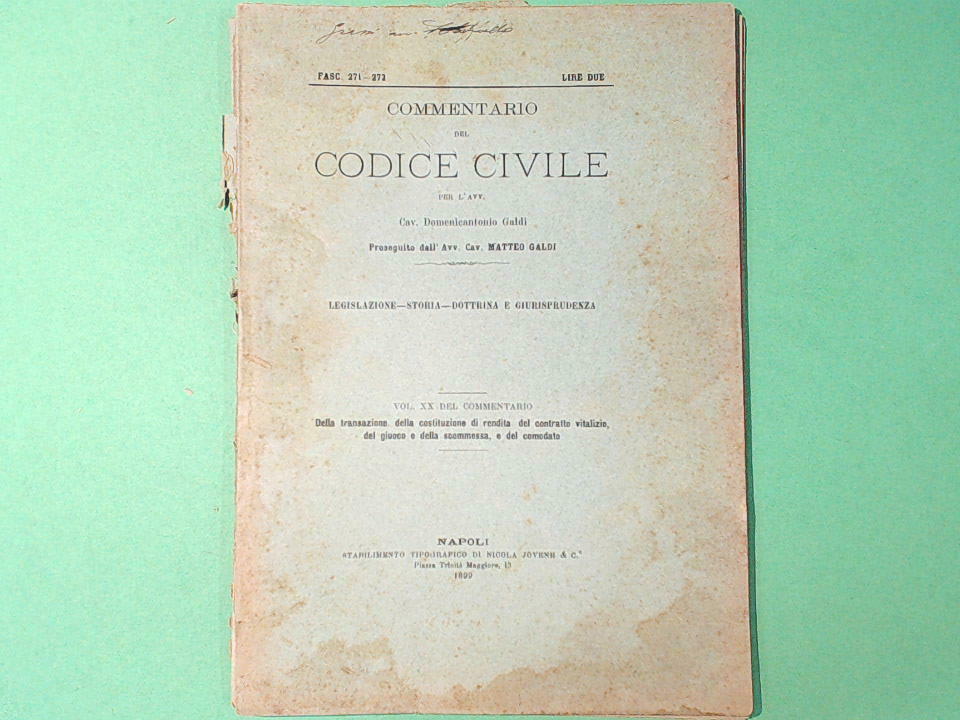 FASC. 271-273 LIRE DUE
COMMENTARIO
DEL
CODICE CIVILE
PER L'AVV.
Cav. Domenicantonio Galdi
Proseguito dall' Avv. Cav. MATTEO GALDI
LEGISLAZIONE—STORIA—DOTTRINA E GIURISPRUDENZA
VOL. XX DEL COMMENTARIO
Della transazione, della costituzione di rendita, del contratto vitalizio,
del giuoco e della scommessa, e del comodato
NAPOLI
STABILIMENTO TIPOGRAFICO DI NICOLA JOVENE & C.°
Piazza Trinità Maggiore, 13
1899